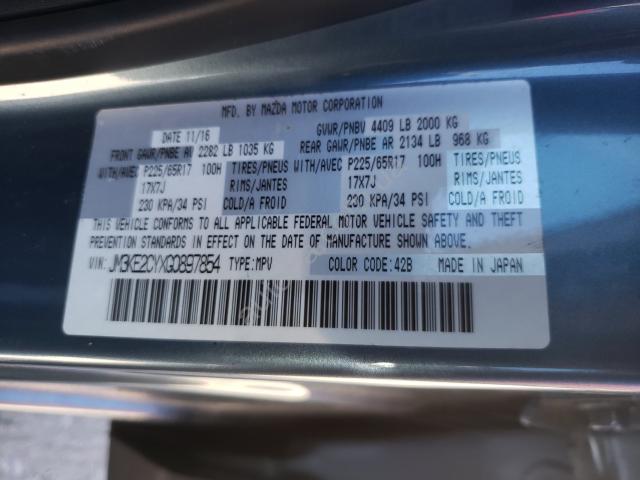 MFD. BY MAZDA MOTOR CORPORATION
DATE 11/16 GVWR/PNBV 4409 LB 2000 KG
FRONT GAWR/PNBE AV 2282 LB 1035 KG REAR GAWR/PNBE AR 2134 LB 968 KG
WITH/AVEC P225/65R17 100H TIRES/PNEUS WITH/AVEC P225/65R17 100H TIRES/PNEUS
17X7J RIMS/JANTES 17X7J RIMS/JANTES
230 KPA/34 PSI COLD/A FROID 230 KPA/34 PSI COLD/A FROID
THIS VEHICLE CONFORMS TO ALL APPLICABLE FEDERAL MOTOR VEHICLE SAFETY AND THEFT
PREVENTION STANDARDS IN EFFECT ON THE DATE OF MANUFACTURE SHOWN ABOVE.
VIN: JM3KE2CYXG0897854 TYPE:MPV COLOR CODE:42B MADE IN JAPAN